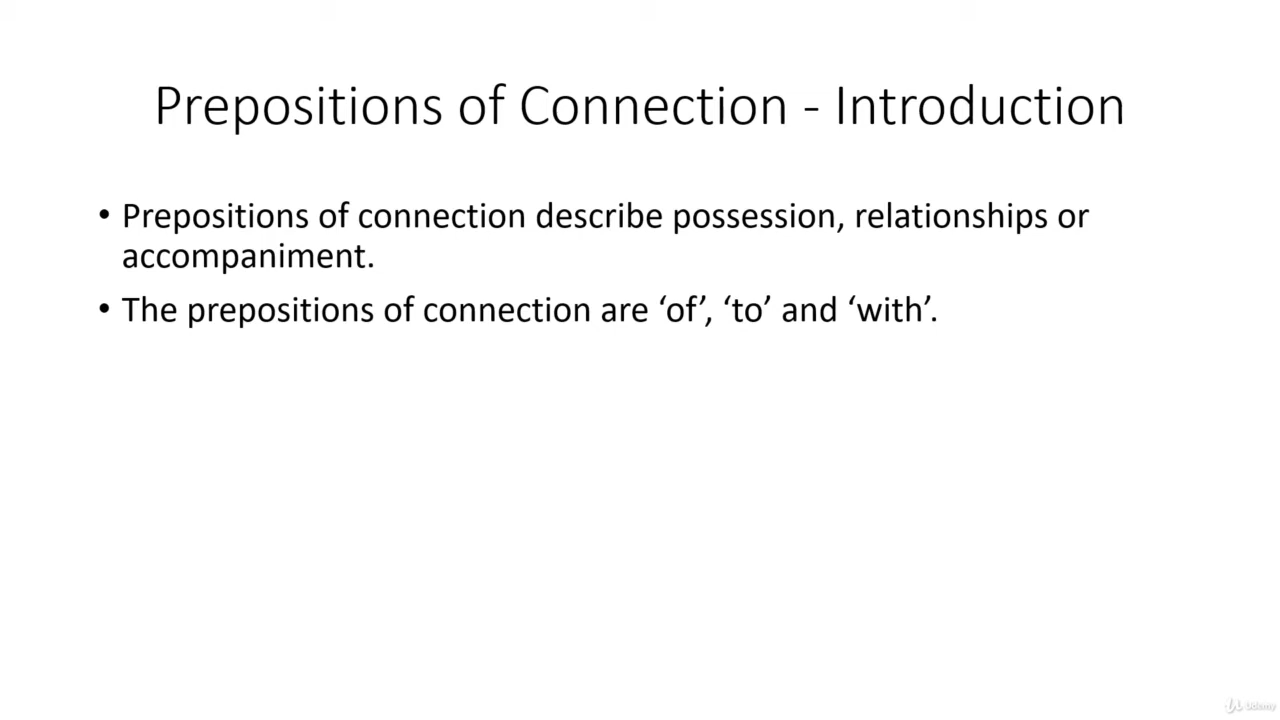 Prepositions of Connection - Introduction
• Prepositions of connection describe possession, relationships or
accompaniment.
• The prepositions of connection are ‘of’, ‘to’ and ‘with’.
Udemy